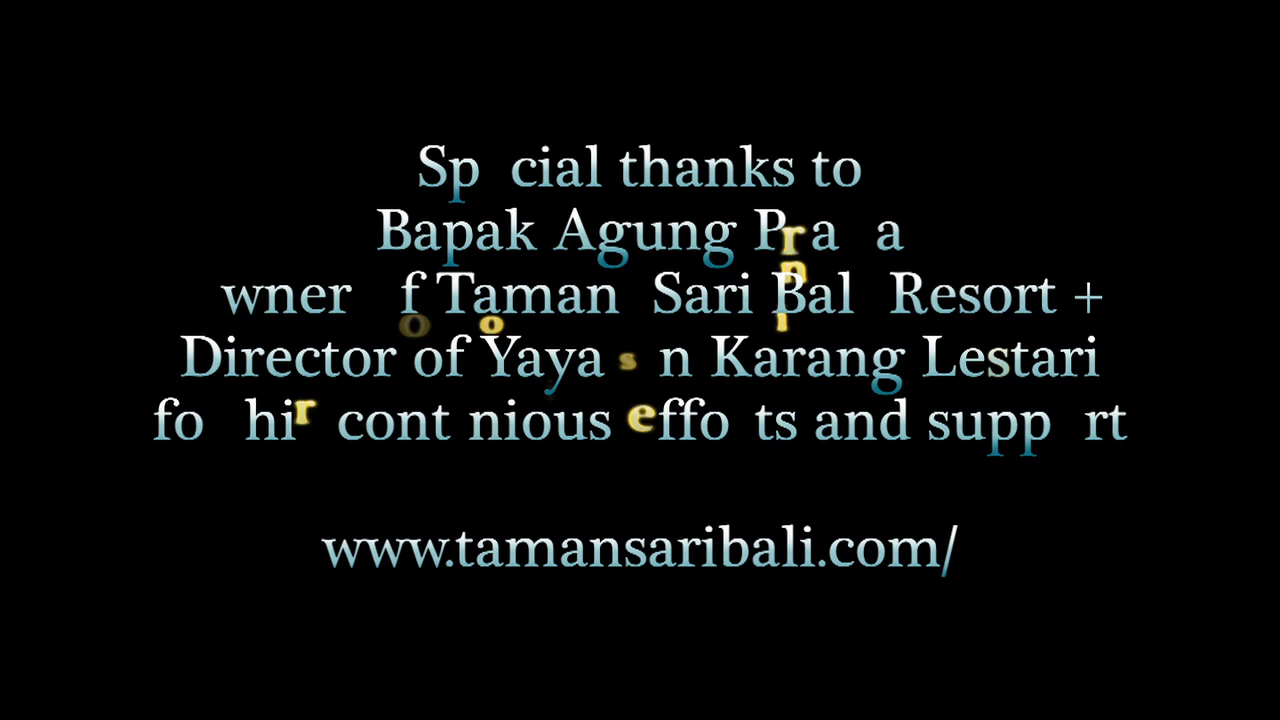 Sp cial thanks to
Bapak Agung Pra a
wner f Taman Sari Bal Resort +
Director of Yaya s n Karang Lestari
fo hir cont nious effo ts and supp rt
www.tamansaribali.com/